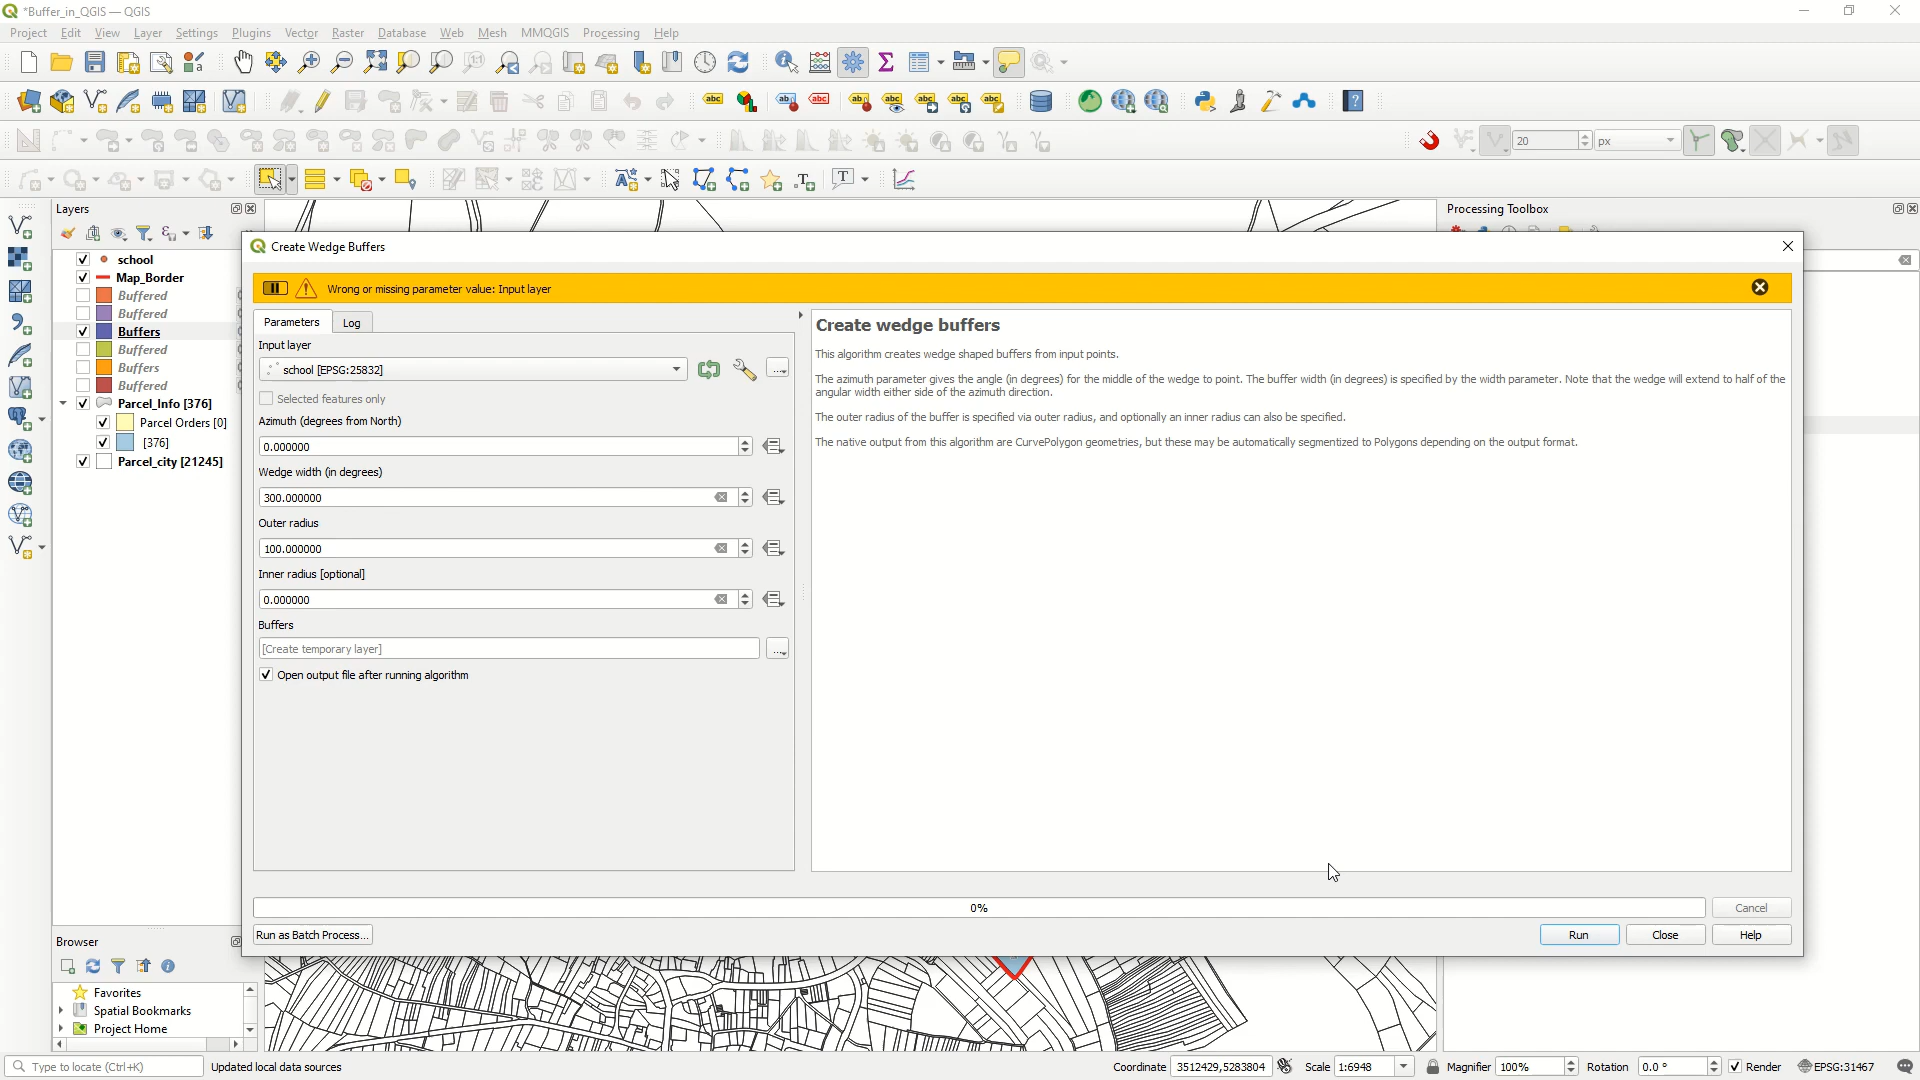 *Buffer_in_QGIS — QGIS
Project Edit View Layer Settings Plugins Vector Raster Database Web Mesh MMQGIS Processing Help
20 px
Layers
Processing Toolbox
school
Map_Border
Buffered
Buffered
Buffers
Buffered
Buffers
Buffered
Parcel_Info [376]
Parcel Orders [0]
[376]
Parcel_city [21245]
Create Wedge Buffers
Wrong or missing parameter value: Input layer
Parameters Log
Input layer
school [EPSG:25832]
Selected features only
Azimuth (degrees from North)
0.000000
Wedge width (in degrees)
300.000000
Outer radius
100.000000
Inner radius [optional]
0.000000
Buffers
[Create temporary layer]
Open output file after running algorithm
Create wedge buffers
This algorithm creates wedge shaped buffers from input points.
The azimuth parameter gives the angle (in degrees) for the middle of the wedge to point. The buffer width (in degrees) is specified by the width parameter. Note that the wedge will extend to half of the
angular width either side of the azimuth direction.
The outer radius of the buffer is specified via outer radius, and optionally an inner radius can also be specified.
The native output from this algorithm are CurvePolygon geometries, but these may be automatically segmentized to Polygons depending on the output format.
0%
Cancel
Run as Batch Process...
Run Close Help
Browser
Favorites
Spatial Bookmarks
Project Home
Type to locate (Ctrl+K) Updated local data sources Coordinate 3512429,5283804 Scale 1:6948 Magnifier 100% Rotation 0.0 ° Render EPSG:31467